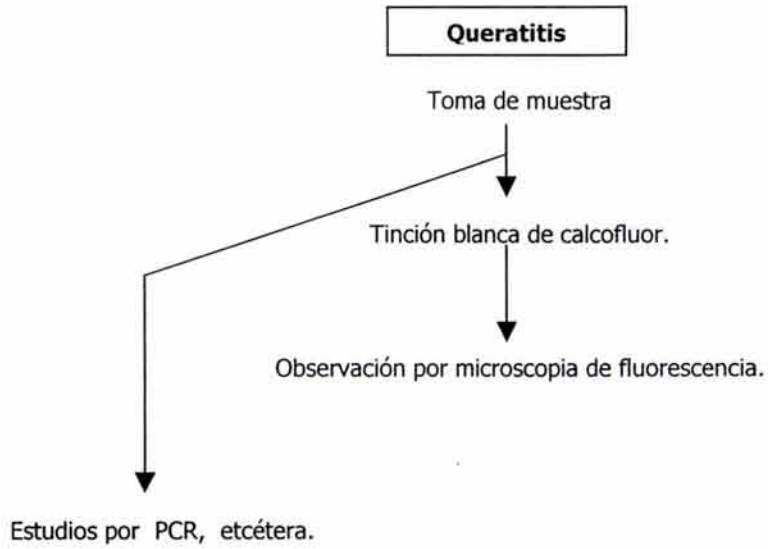 Queratitis
Toma de muestra
Tinción blanca de calcofluor.
Observación por microscopia de fluorescencia.
Estudios por PCR, etcétera.